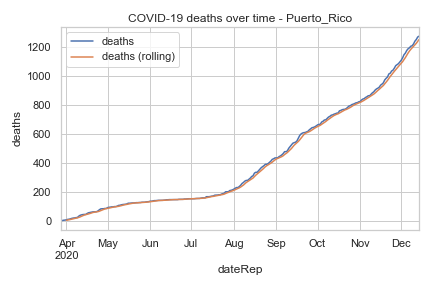 COVID-19 deaths over time - Puerto_Rico
deaths
deaths (rolling)
1200
1000
800
600
400
200
0
deaths
Apr May Jun Jul Aug Sep Oct Nov Dec
2020
dateRep